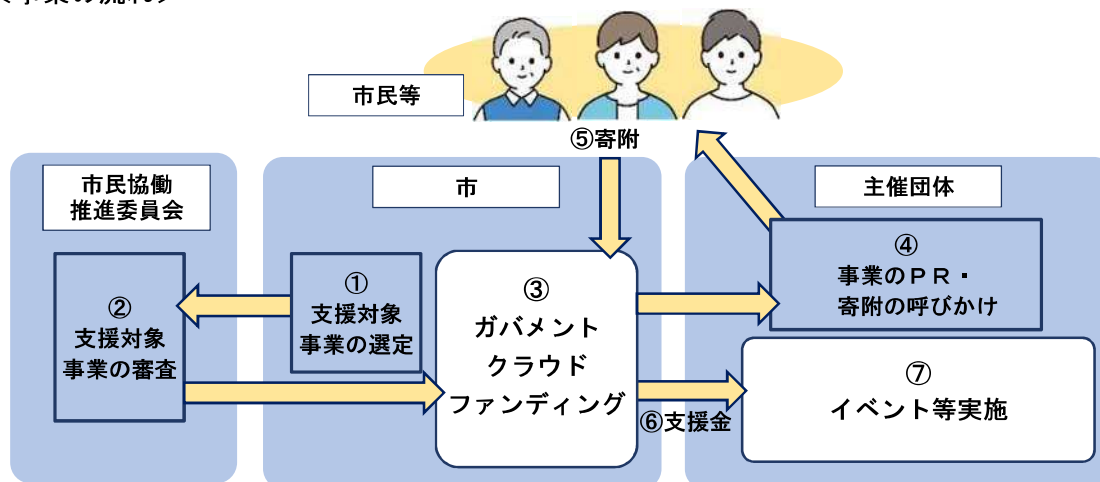 市民等
⑤寄附
市民協働
推進委員会
市
主催団体
①
支援対象
事業の選定
②
支援対象
事業の審査
③
ガバメント
クラウド
ファンディング
④
事業のPR・
寄附の呼びかけ
⑥支援金
⑦
イベント等実施